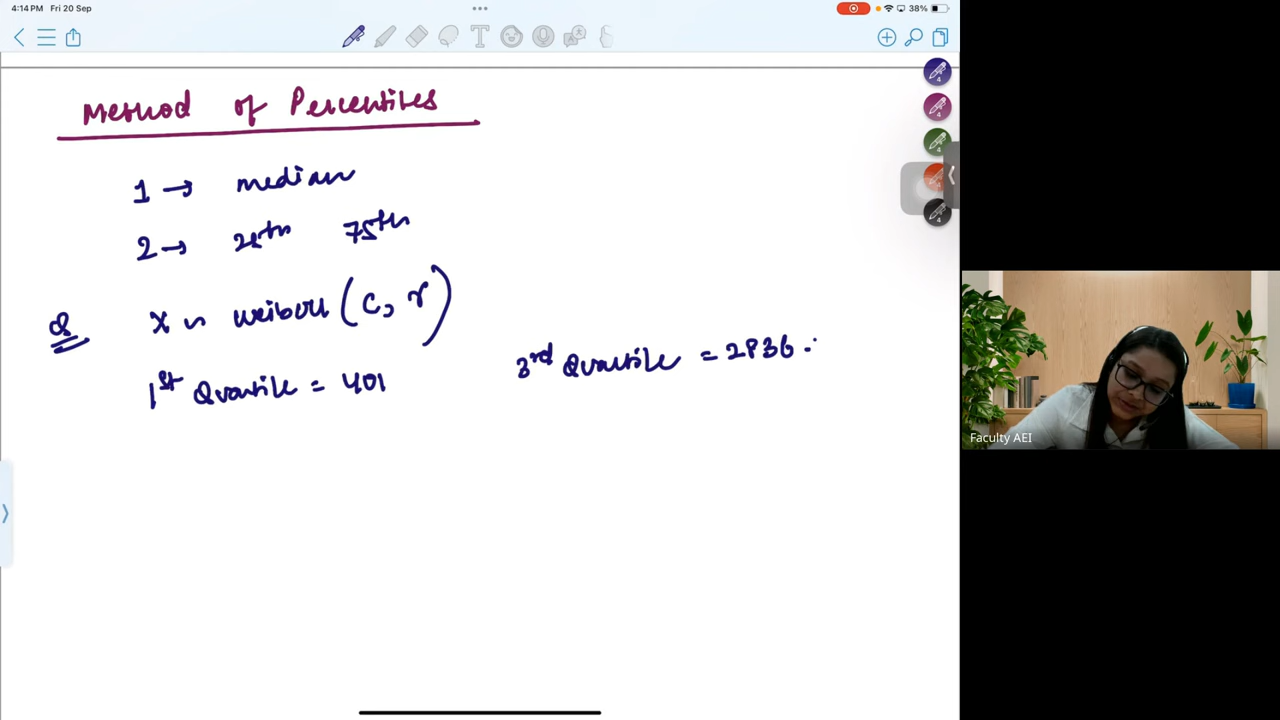 4:14 PM Fri 20 Sep
38%
Method of Percentiles
1 → median
2 → 25th 75th
Q X ~ Weibull (c, γ)
1st Quartile = 401
3rd Quartile = 2836.
Faculty AEI